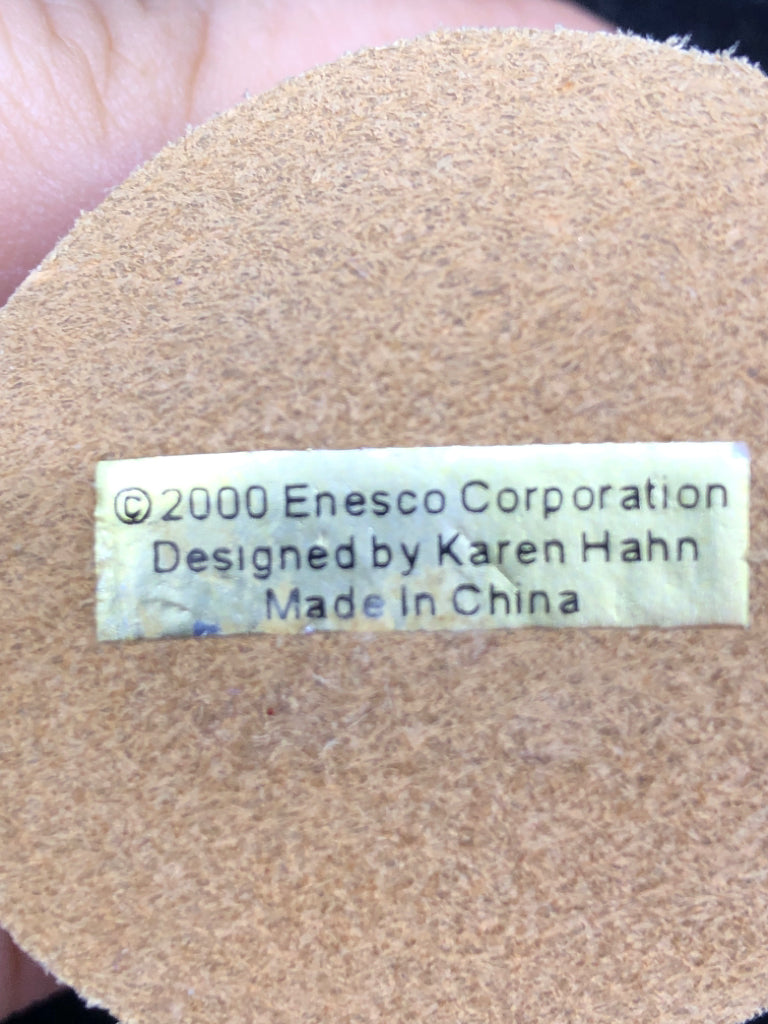 ©2000 Enesco Corporation
Designed by Karen Hahn
Made In China